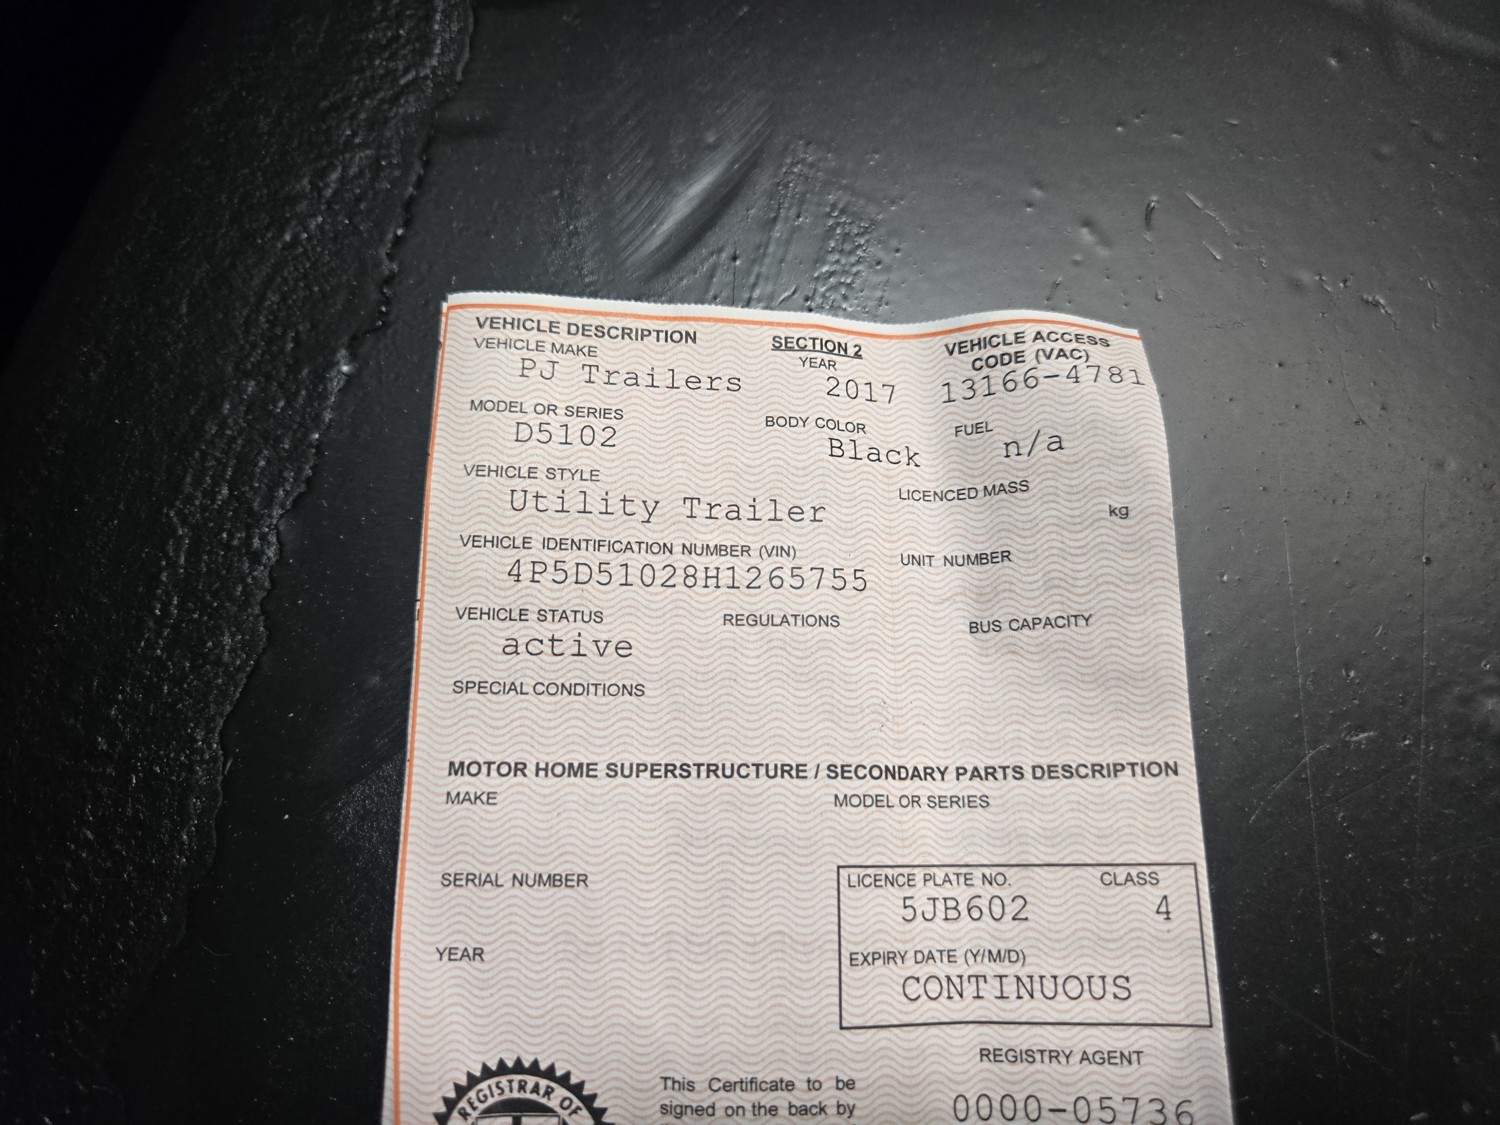 VEHICLE DESCRIPTION SECTION 2 VEHICLE ACCESS
VEHICLE MAKE YEAR CODE (VAC)
PJ Trailers 2017 13166-4781
MODEL OR SERIES BODY COLOR FUEL
D5102 Black n/a
VEHICLE STYLE LICENCED MASS
Utility Trailer kg
VEHICLE IDENTIFICATION NUMBER (VIN) UNIT NUMBER
4P5D51028H1265755
VEHICLE STATUS REGULATIONS BUS CAPACITY
active
SPECIAL CONDITIONS
MOTOR HOME SUPERSTRUCTURE / SECONDARY PARTS DESCRIPTION
MAKE MODEL OR SERIES
SERIAL NUMBER LICENCE PLATE NO. CLASS
5JB602 4
YEAR EXPIRY DATE (Y/M/D)
CONTINUOUS
REGISTRY AGENT
REGISTRAR OF
This Certificate to be
signed on the back by 0000-05736